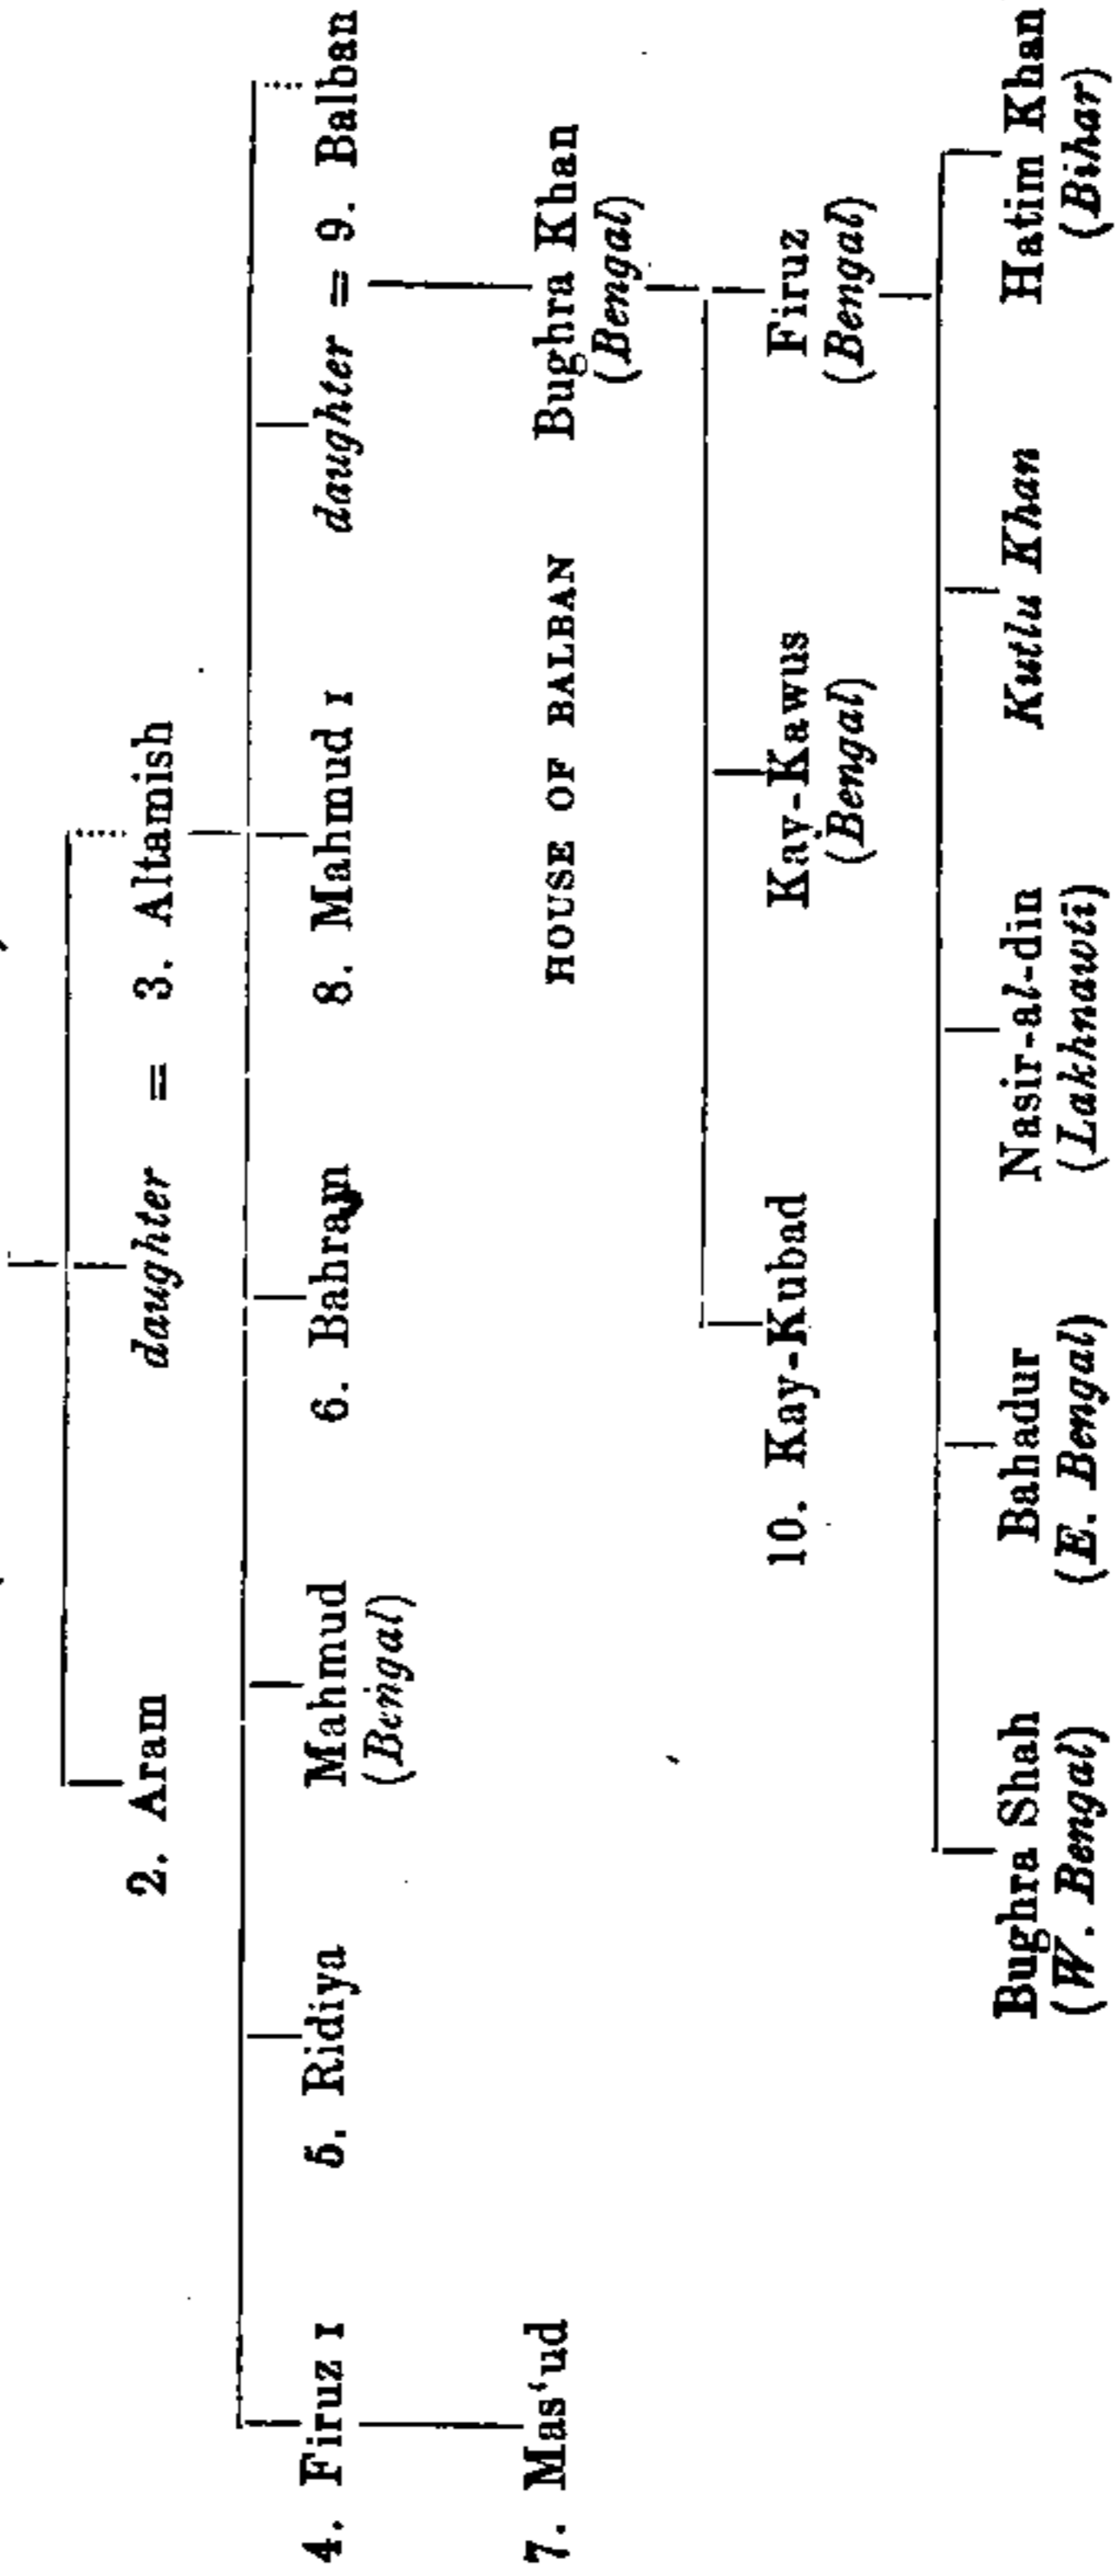 2. Aram
daughter = 3. Altamish
4. Firuz I
5. Ridiya
Mahmud
(Bengal)
6. Bahram
8. Mahmud I
daughter = 9. Balban
7. Mas‘ud
HOUSE OF BALBAN
Bughra Khan
(Bengal)
10. Kay-Kubad
Kay-Kawus
(Bengal)
Firuz
(Bengal)
Bughra Shah
(W. Bengal)
Bahadur
(E. Bengal)
Nasir-al-din
(Lakhnawti)
Kutlu Khan
Hatim Khan
(Bihar)